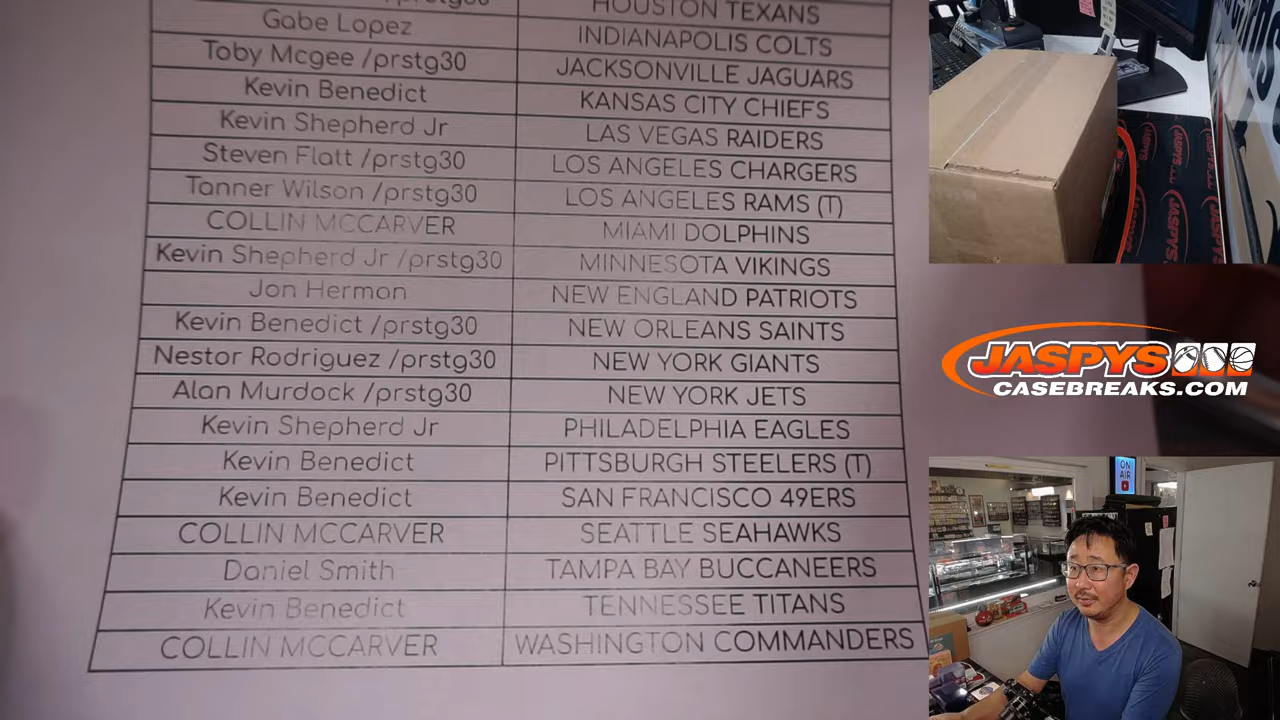 HOUSTON TEXANS
Gabe Lopez INDIANAPOLIS COLTS
Toby Mcgee /prstg30 JACKSONVILLE JAGUARS
Kevin Benedict KANSAS CITY CHIEFS
Kevin Shepherd Jr LAS VEGAS RAIDERS
Steven Flatt /prstg30 LOS ANGELES CHARGERS
Tanner Wilson /prstg30 LOS ANGELES RAMS (T)
COLLIN MCCARVER MIAMI DOLPHINS
Kevin Shepherd Jr /prstg30 MINNESOTA VIKINGS
Jon Herman NEW ENGLAND PATRIOTS
Kevin Benedict /prstg30 NEW ORLEANS SAINTS
Nestor Rodriguez /prstg30 NEW YORK GIANTS
Alan Murdock /prstg30 NEW YORK JETS
Kevin Shepherd Jr PHILADELPHIA EAGLES
Kevin Benedict PITTSBURGH STEELERS (T)
Kevin Benedict SAN FRANCISCO 49ERS
COLLIN MCCARVER SEATTLE SEAHAWKS
Daniel Smith TAMPA BAY BUCCANEERS
Kevin Benedict TENNESSEE TITANS
COLLIN MCCARVER WASHINGTON COMMANDERS
JASPYS
JASPYS
JASPYS
JASPYS
CASEBREAKS.COM
ON
AIR